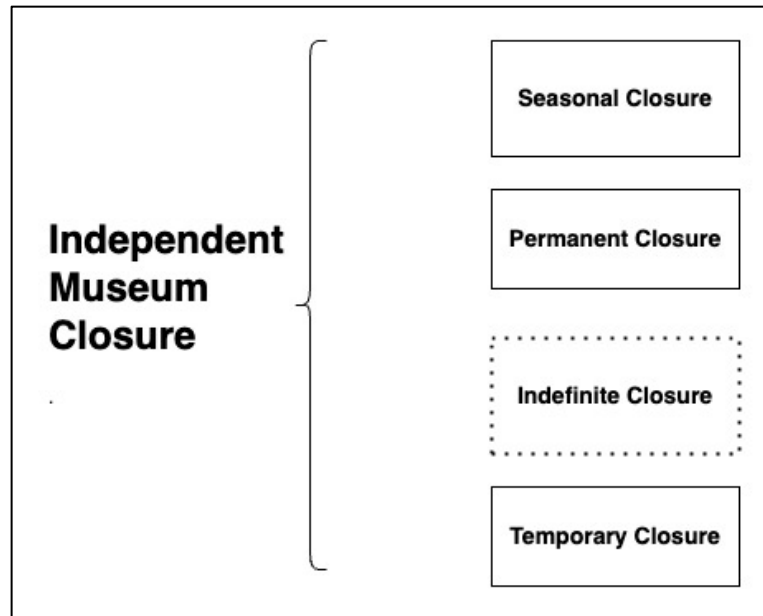 Independent
Museum
Closure
.
Seasonal Closure
Permanent Closure
Indefinite Closure
Temporary Closure